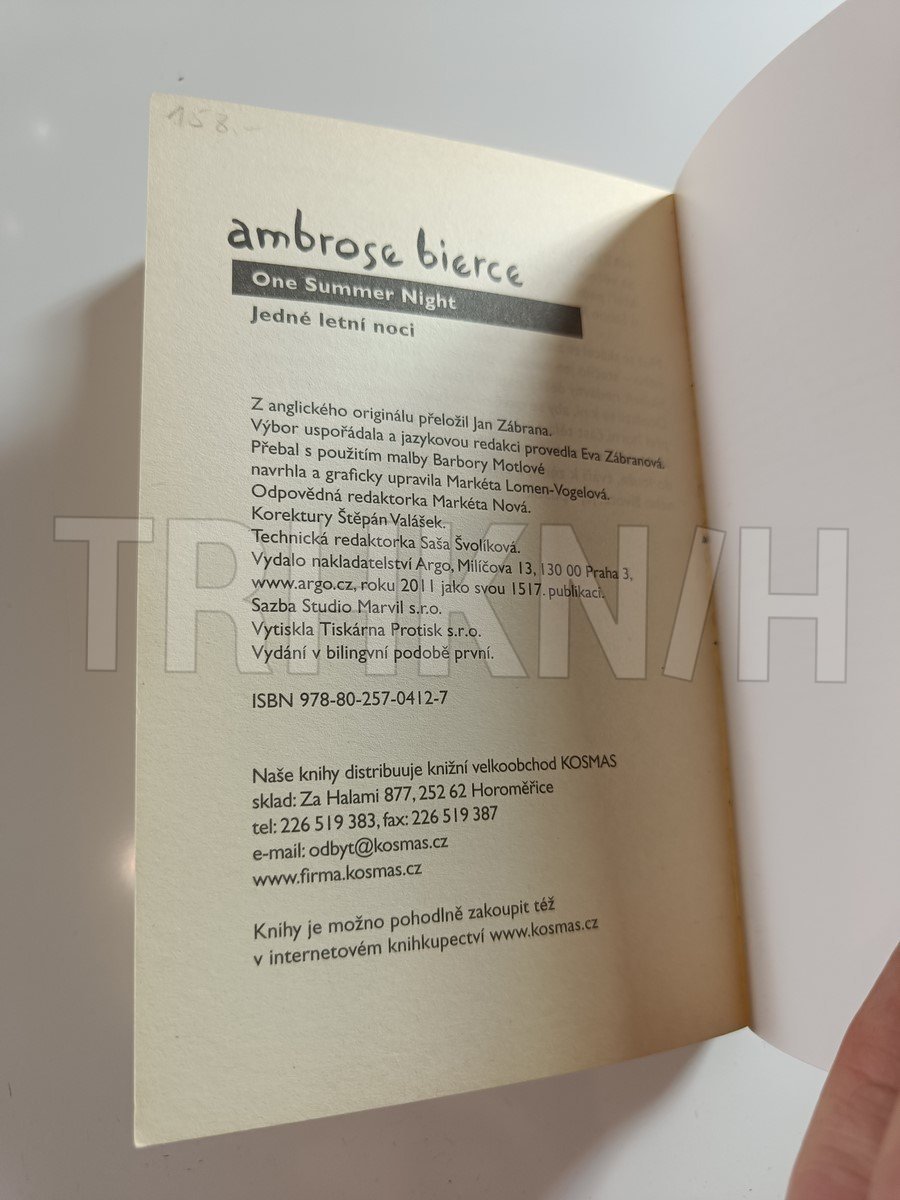 158.-
ambrose bierce
One Summer Night
Jedné letní noci
Z anglického originálu přeložil Jan Zábrana.
Výbor uspořádala a jazykovou redakci provedla Eva Zábranová.
Přebal s použitím malby Barbory Motlové
navrhla a graficky upravila Markéta Lomen-Vogelová.
Odpovědná redaktorka Markéta Nová.
Korektury Štěpán Valášek.
Technická redaktorka Saša Švolíková.
Vydalo nakladatelství Argo, Milíčova 13, 130 00 Praha 3,
www.argo.cz, roku 2011 jako svou 1517. publikaci.
Sazba Studio Marvil s.r.o.
Vytiskla Tiskárna Protisk s.r.o.
Vydání v bilingvní podobě první.
ISBN 978-80-257-0412-7
Naše knihy distribuuje knižní velkoobchod KOSMAS
sklad: Za Halami 877, 252 62 Horoměřice
tel: 226 519 383, fax: 226 519 387
e-mail: odbyt@kosmas.cz
www.firma.kosmas.cz
Knihy je možno pohodlně zakoupit též
v internetovém knihkupectví www.kosmas.cz
TRHKN/H